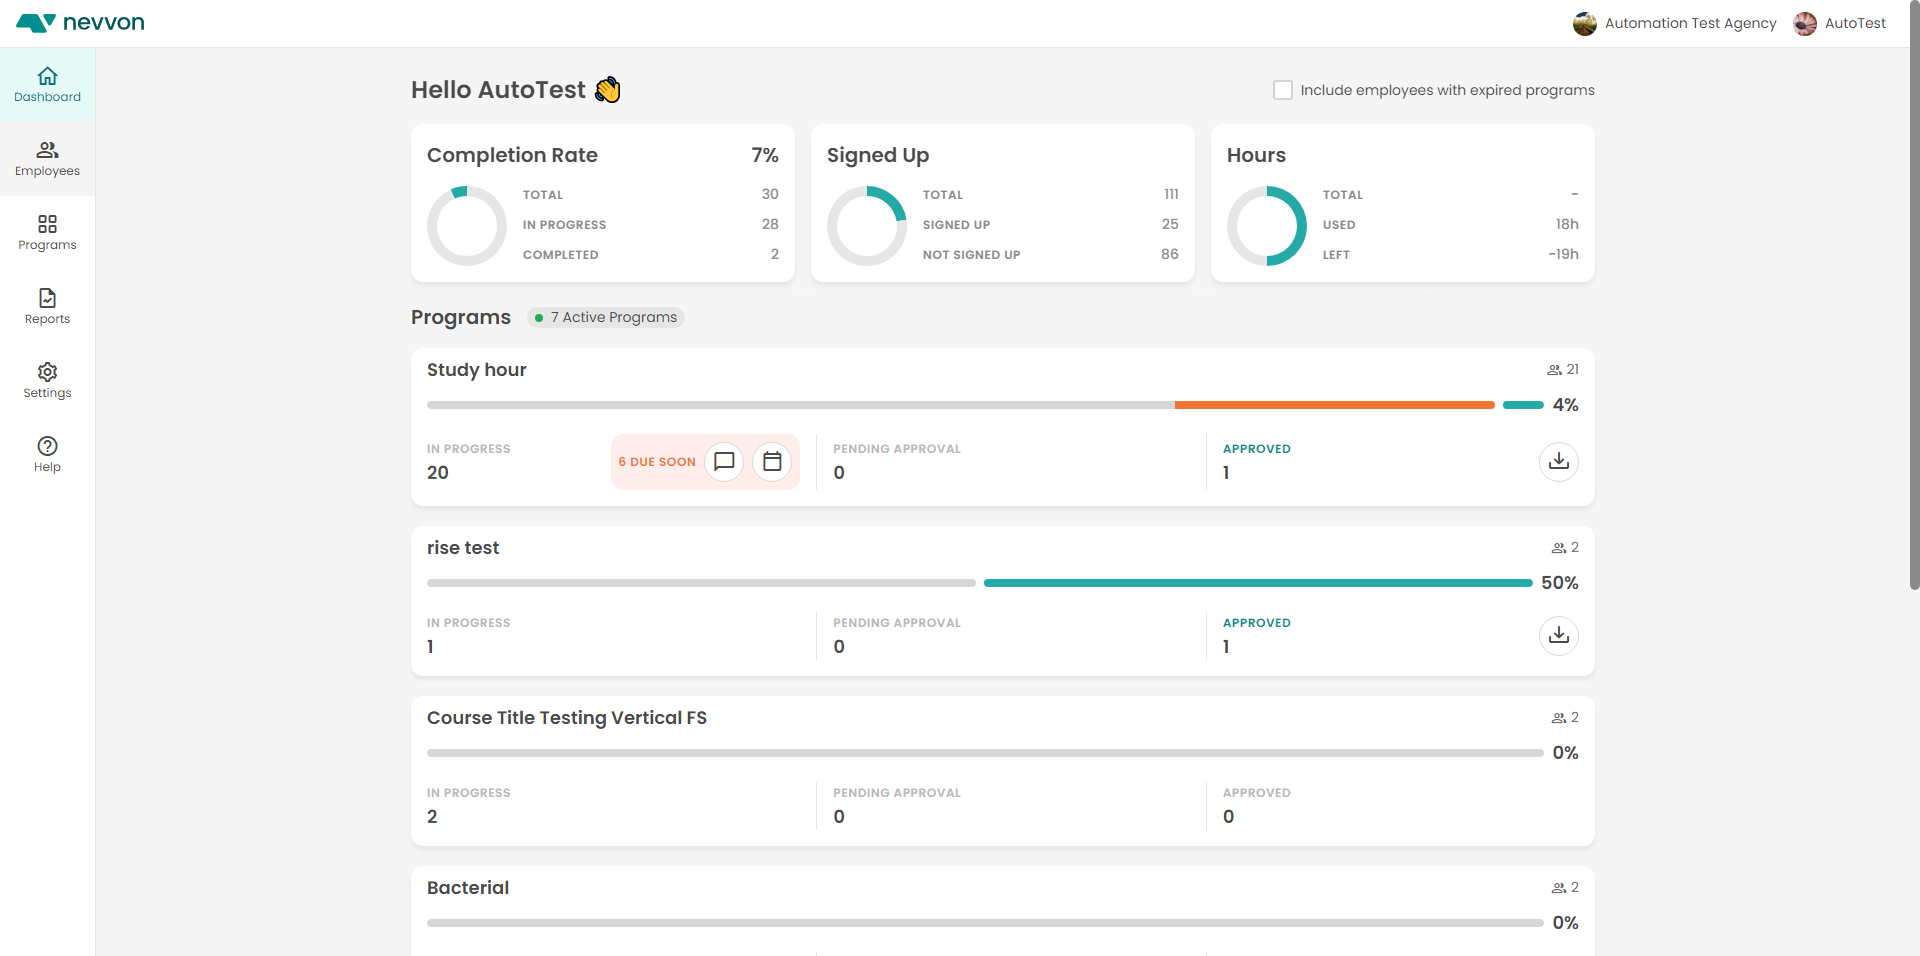 nevvon
Automation Test Agency
AutoTest
Dashboard
Employees
Programs
Reports
Settings
Help
Hello AutoTest 👋
Include employees with expired programs
Completion Rate 7%
TOTAL 30
IN PROGRESS 28
COMPLETED 2
Signed Up
TOTAL 111
SIGNED UP 25
NOT SIGNED UP 86
Hours
TOTAL -
USED 18h
LEFT -19h
Programs 7 Active Programs
Study hour 21
4%
IN PROGRESS
20
6 DUE SOON
PENDING APPROVAL
0
APPROVED
1
rise test 2
50%
IN PROGRESS
1
PENDING APPROVAL
0
APPROVED
1
Course Title Testing Vertical FS 2
0%
IN PROGRESS
2
PENDING APPROVAL
0
APPROVED
0
Bacterial 2
0%